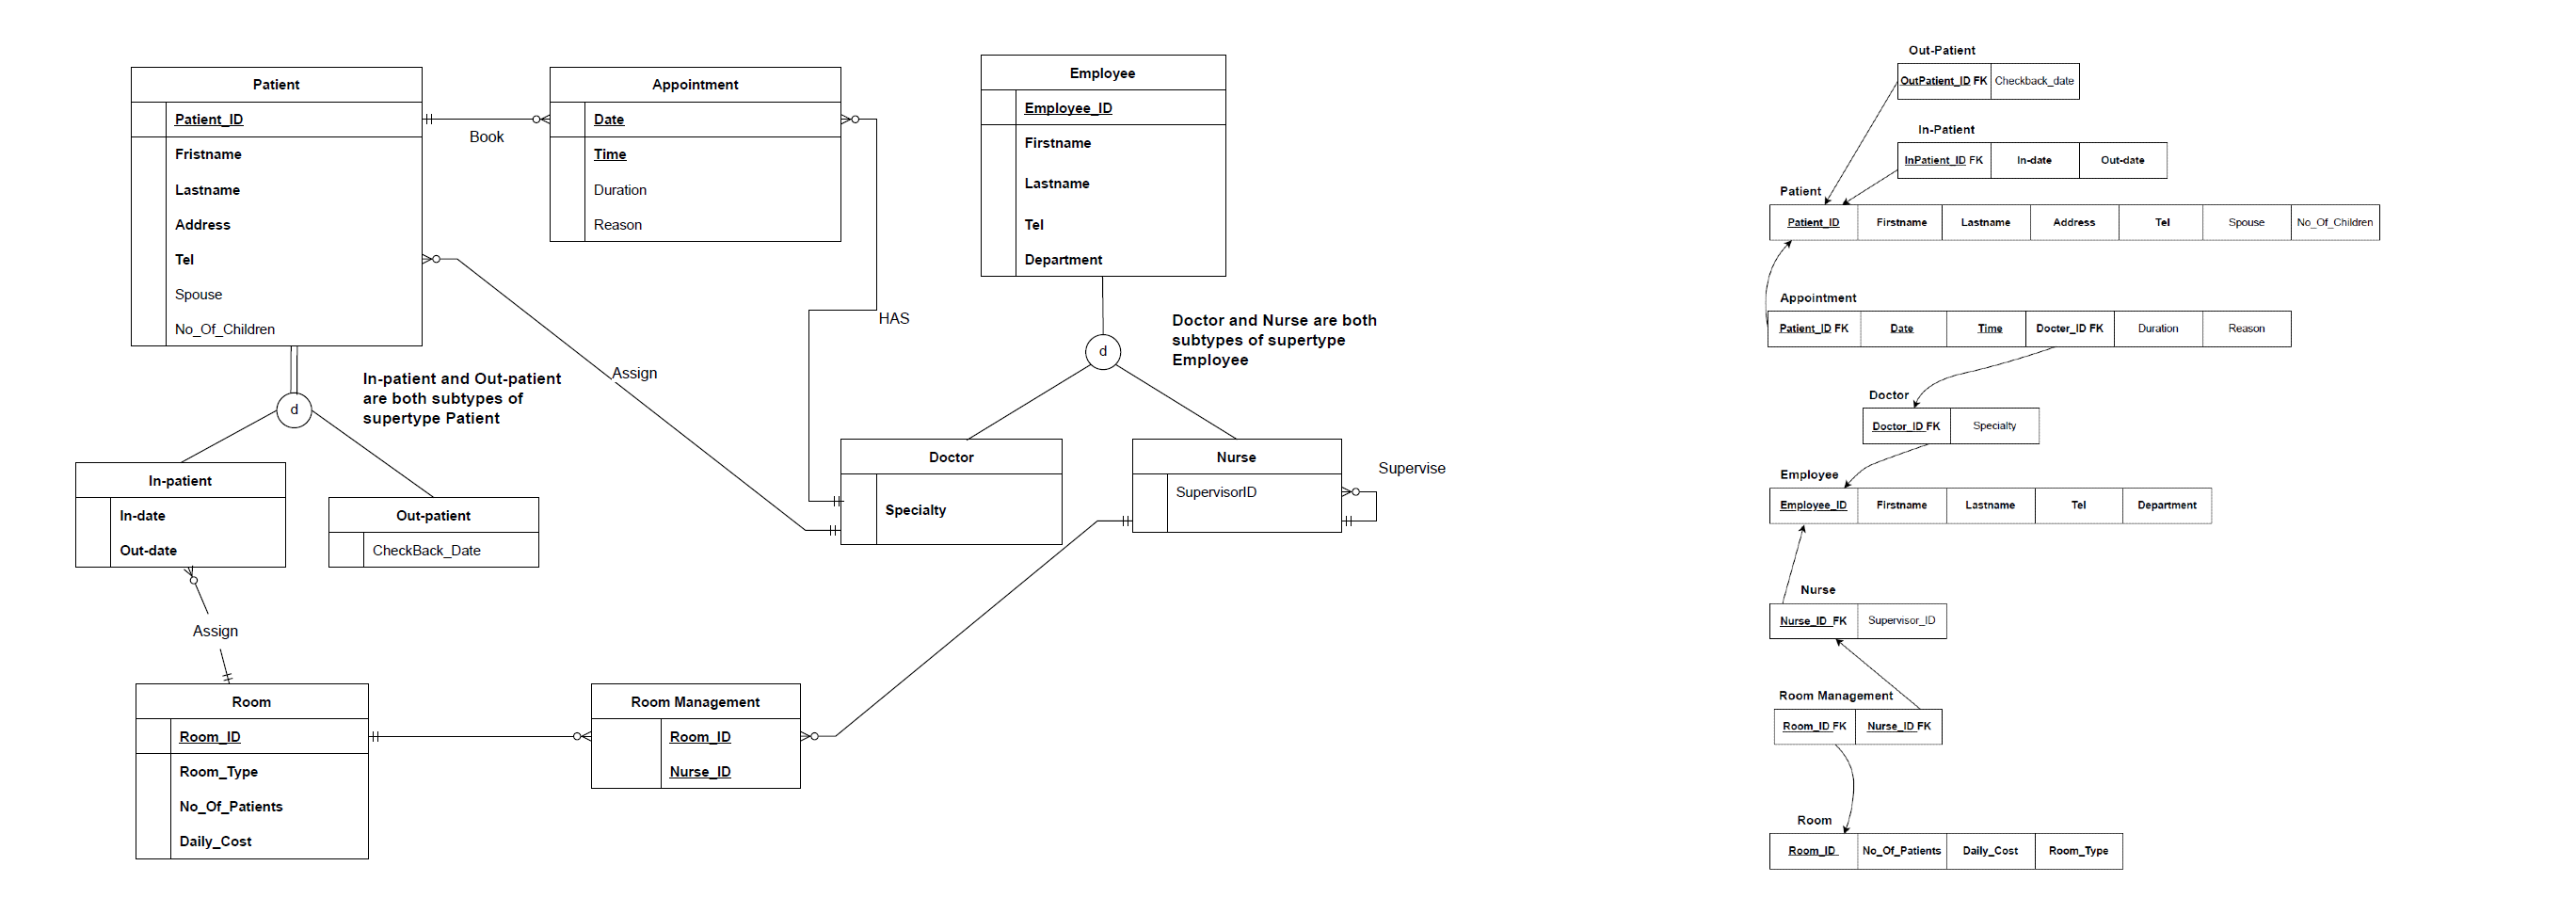 Patient
Patient_ID
Fristname
Lastname
Address
Tel
Spouse
No_Of_Children
Book
Appointment
Date
Time
Duration
Reason
HAS
Employee
Employee_ID
Firstname
Lastname
Tel
Department
d
Doctor and Nurse are both
subtypes of supertype
Employee
Assign
d
In-patient and Out-patient
are both subtypes of
supertype Patient
In-patient
In-date
Out-date
Out-patient
CheckBack_Date
Doctor
Specialty
Nurse
SupervisorID
Supervise
Assign
Room
Room_ID
Room_Type
No_Of_Patients
Daily_Cost
Room Management
Room_ID
Nurse_ID
Out-Patient
OutPatient_ID FK Checkback_date
In-Patient
InPatient_ID FK In-date Out-date
Patient
Patient_ID Firstname Lastname Address Tel Spouse No_Of_Children
Appointment
Patient_ID FK Date Time Docter_ID FK Duration Reason
Doctor
Doctor_ID FK Specialty
Employee
Employee_ID Firstname Lastname Tel Department
Nurse
Nurse_ID FK Supervisor_ID
Room Management
Room_ID FK Nurse_ID FK
Room
Room_ID No_Of_Patients Daily_Cost Room_Type